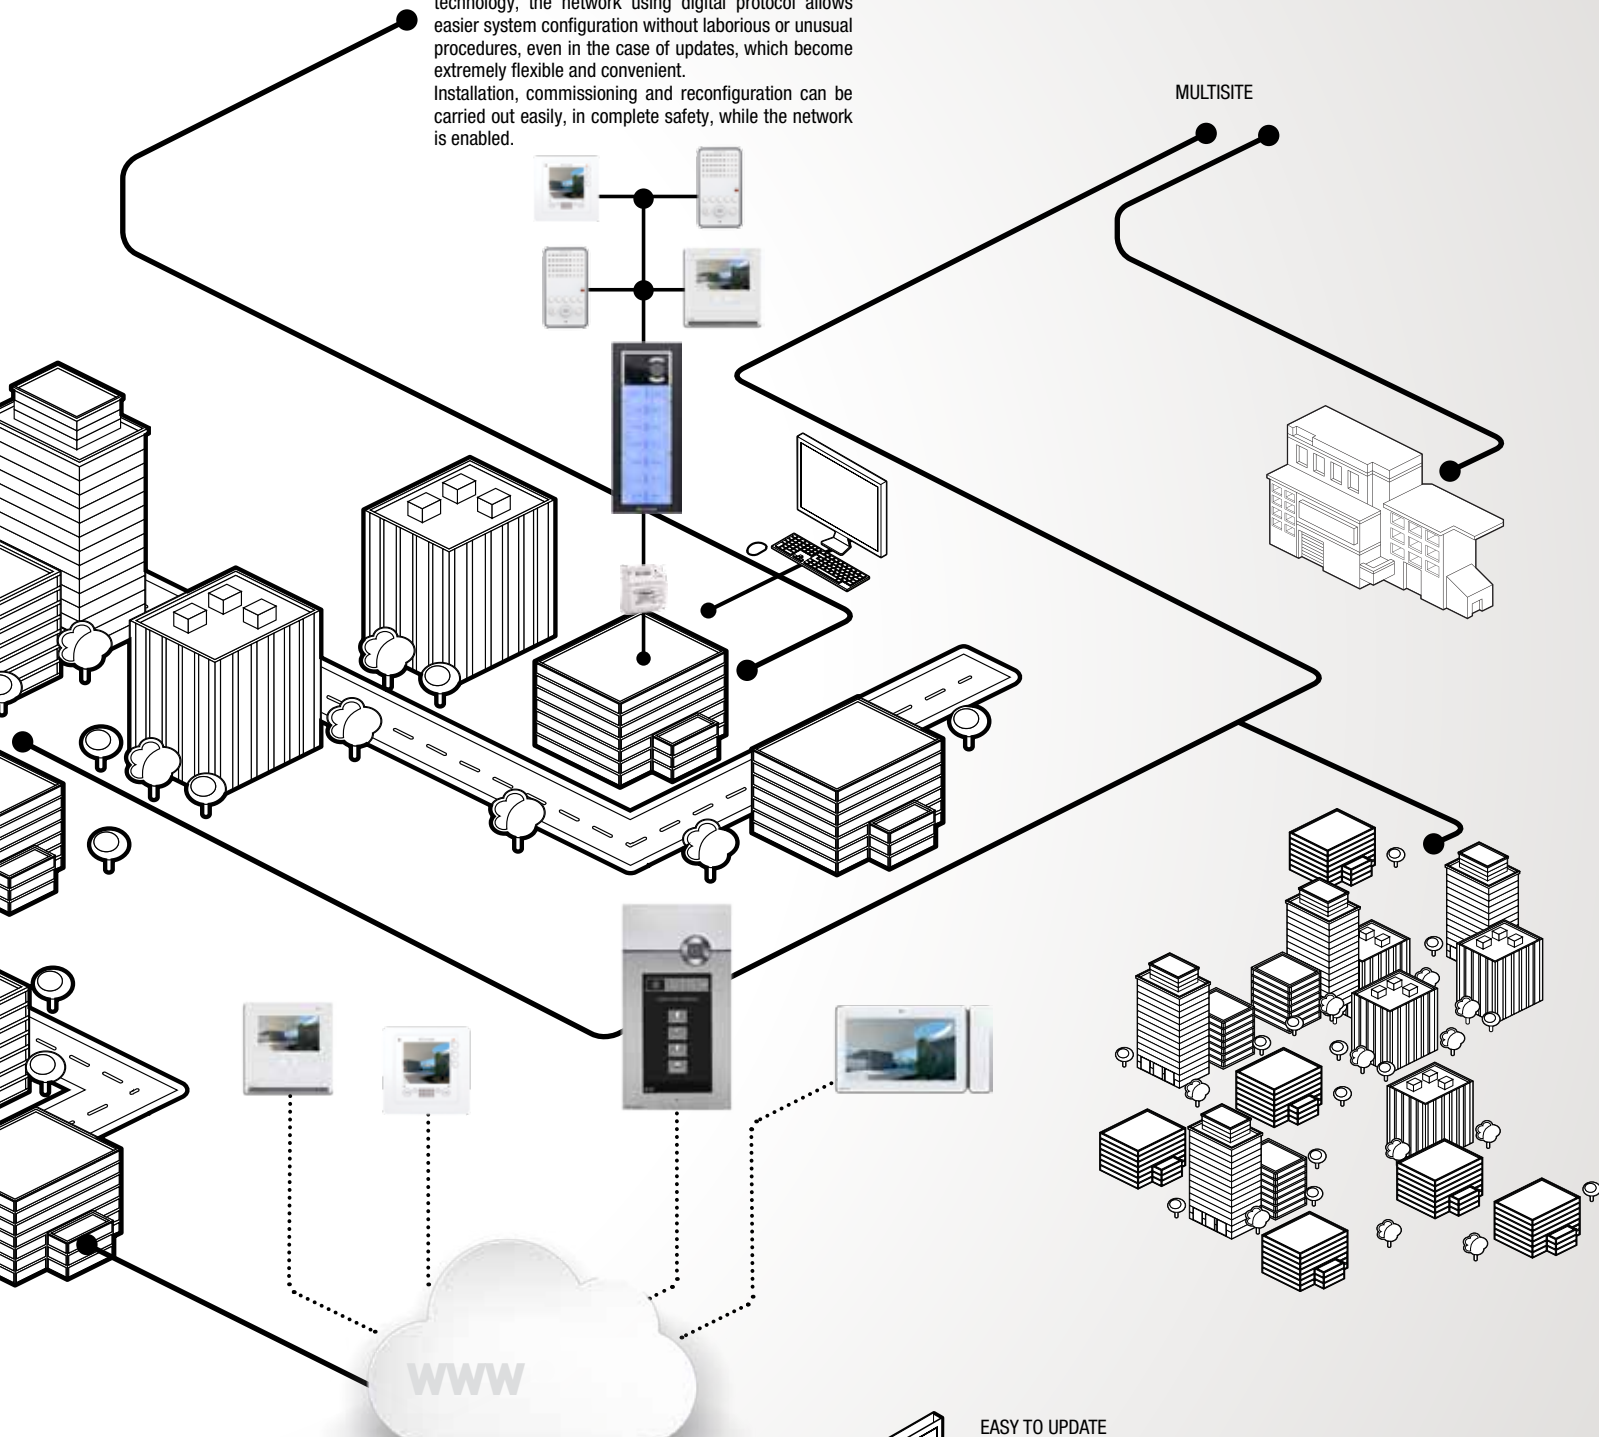 technology, the network using digital protocol allows
easier system configuration without laborious or unusual
procedures, even in the case of updates, which become
extremely flexible and convenient.
Installation, commissioning and reconfiguration can be
carried out easily, in complete safety, while the network
is enabled.
MULTISITE
WWW
EASY TO UPDATE